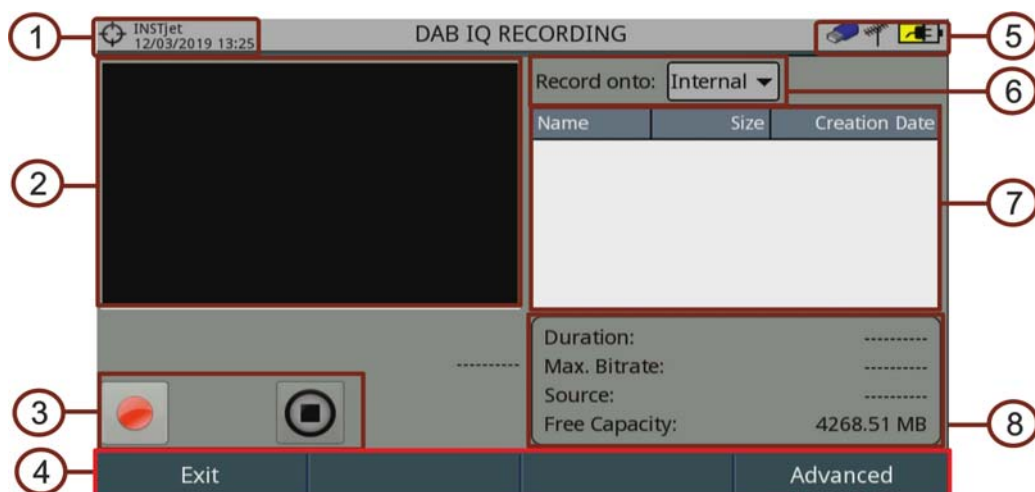 1
INSTjet
12/03/2019 13:25
DAB IQ RECORDING
5
Record onto: Internal
6
2
Name Size Creation Date
7
----------
Duration: ----------
Max. Bitrate: ----------
Source: ----------
Free Capacity: 4268.51 MB
8
3
4
Exit Advanced